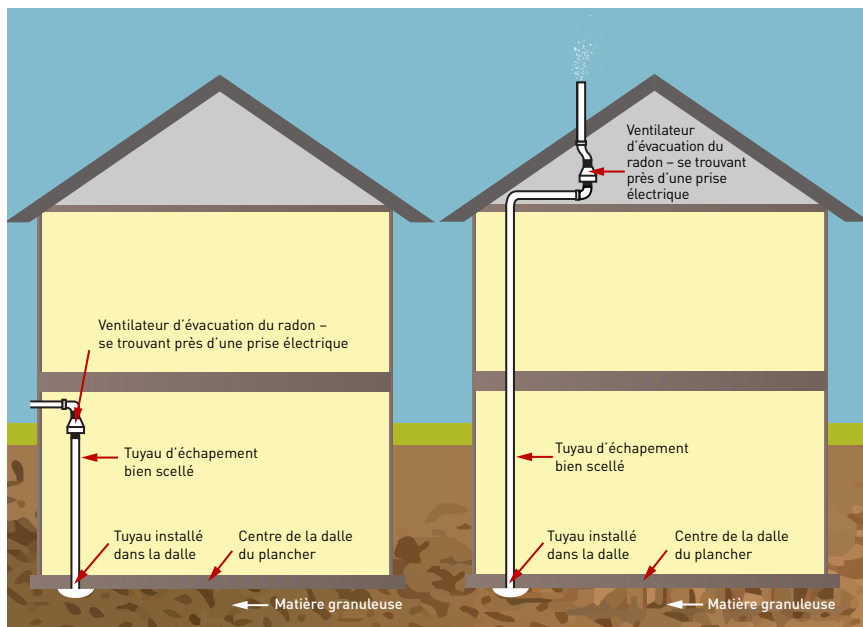 Ventilateur d'évacuation du radon –
se trouvant près d'une prise électrique
Tuyau d'échapement
bien scellé
Tuyau installé
dans la dalle
Centre de la dalle
du plancher
Matière granuleuse
Ventilateur
d'évacuation du
radon – se trouvant
près d'une prise
électrique
Tuyau d'échapement
bien scellé
Tuyau installé
dans la dalle
Centre de la dalle
du plancher
Matière granuleuse